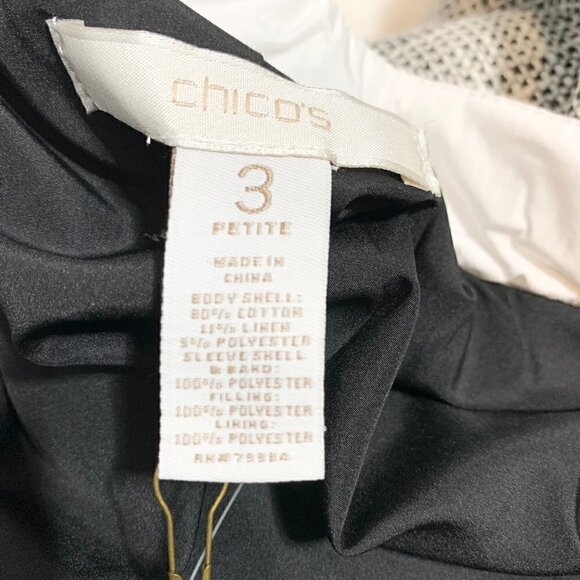 chico's
3
PETITE
MADE IN
CHINA
BODY SHELL:
80% COTTON
11% LINEN
9% POLYESTER
SLEEVE SHELL
& BAND:
100% POLYESTER
FILLING:
100% POLYESTER
LINING:
100% POLYESTER
RN#79984